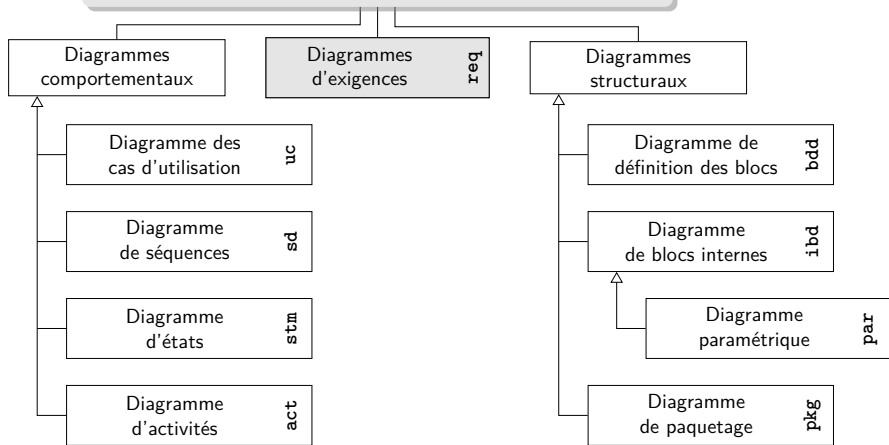 Diagrammes
comportementaux
Diagrammes
d'exigences
req
Diagrammes
structuraux
Diagramme des
cas d'utilisation
uc
Diagramme
de séquences
sd
Diagramme
d'états
stm
Diagramme
d'activités
act
Diagramme de
définition des blocs
bdd
Diagramme
de blocs internes
ibd
Diagramme
paramétrique
par
Diagramme
de paquetage
pkg